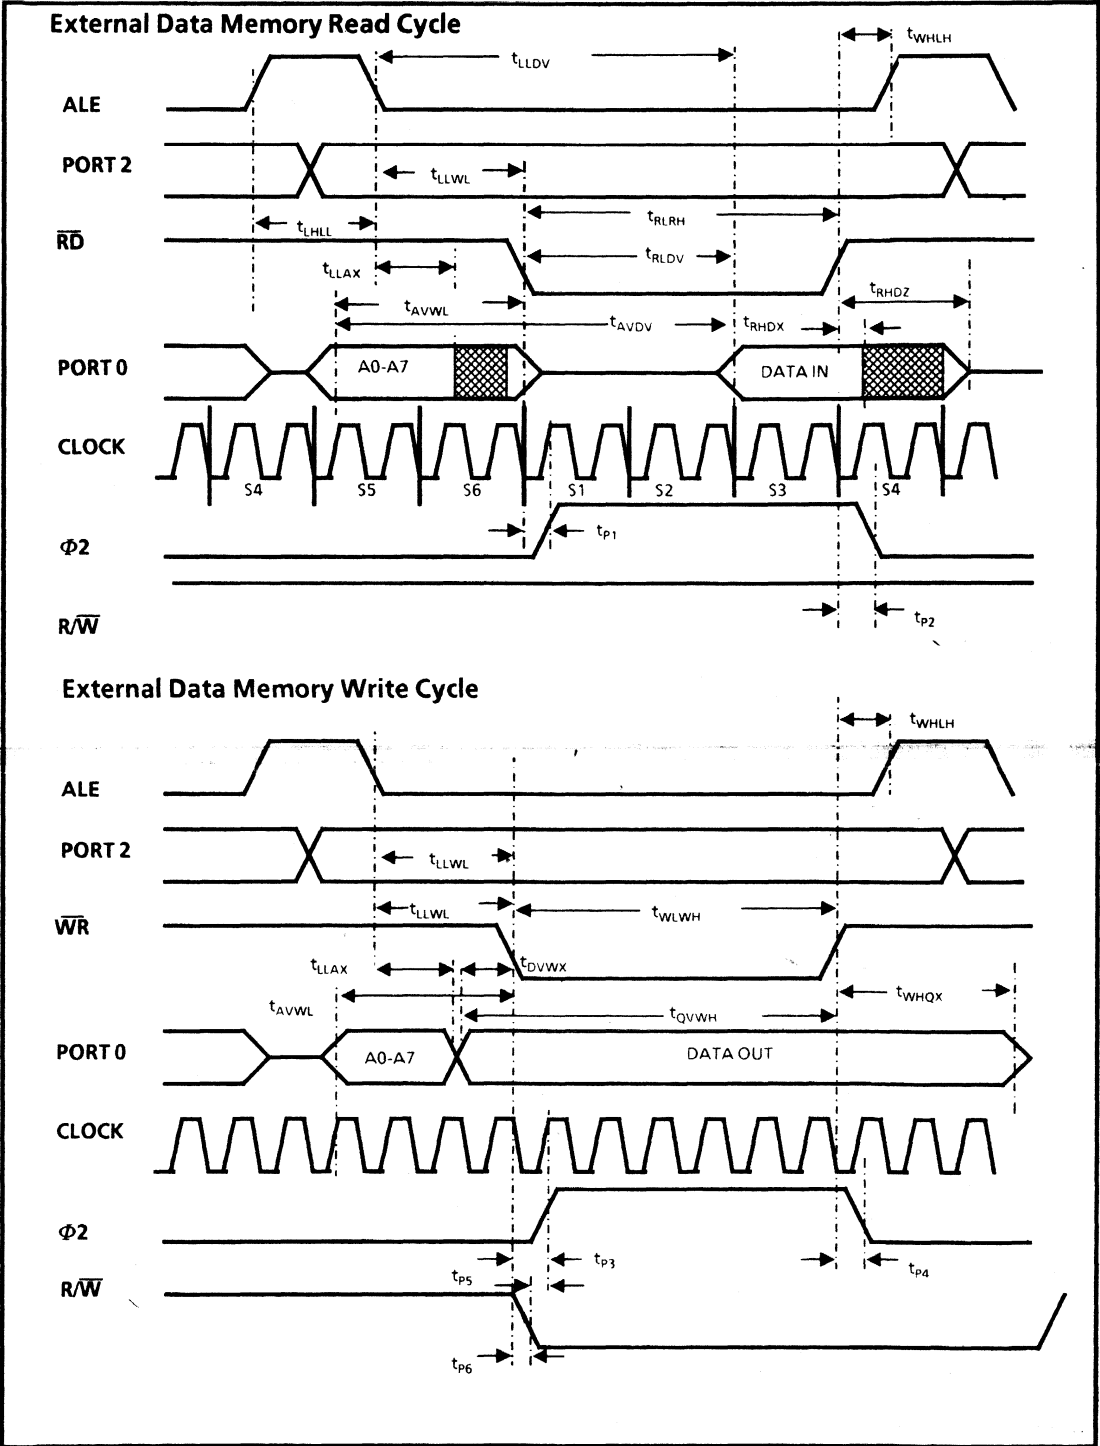 External Data Memory Read Cycle
tWHLH
tLLDV
ALE
PORT 2
tLLWL
tRLRH
tLHLL
RD
tRLDV
tLLAX
tRHDZ
tAVWL
tAVDV
tRHDX
PORT 0
A0-A7
DATA IN
CLOCK
S4 S5 S6 S1 S2 S3 S4
tP1
Φ2
tP2
R/W
External Data Memory Write Cycle
tWHLH
ALE
PORT 2
tLLWL
tLLWL
tWLWH
WR
tLLAX
tDVWX
tWHQX
tAVWL
tQVWH
PORT 0
A0-A7
DATA OUT
CLOCK
Φ2
tP3
tP4
tP5
R/W
tP6